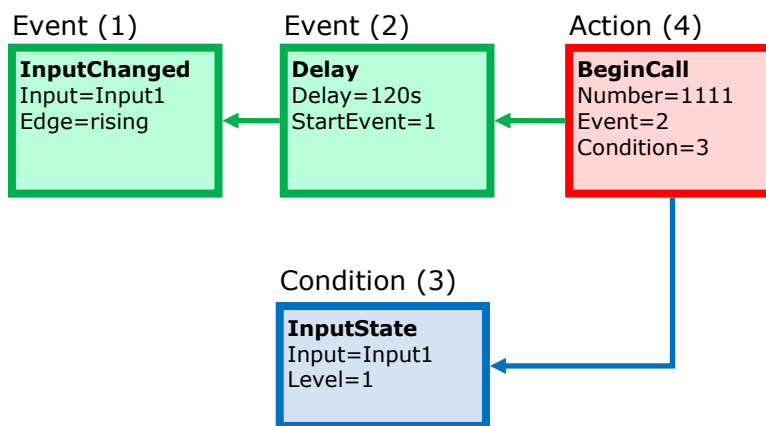 Event (1)
InputChanged
Input=Input1
Edge=rising
Event (2)
Delay
Delay=120s
StartEvent=1
Action (4)
BeginCall
Number=1111
Event=2
Condition=3
Condition (3)
InputState
Input=Input1
Level=1